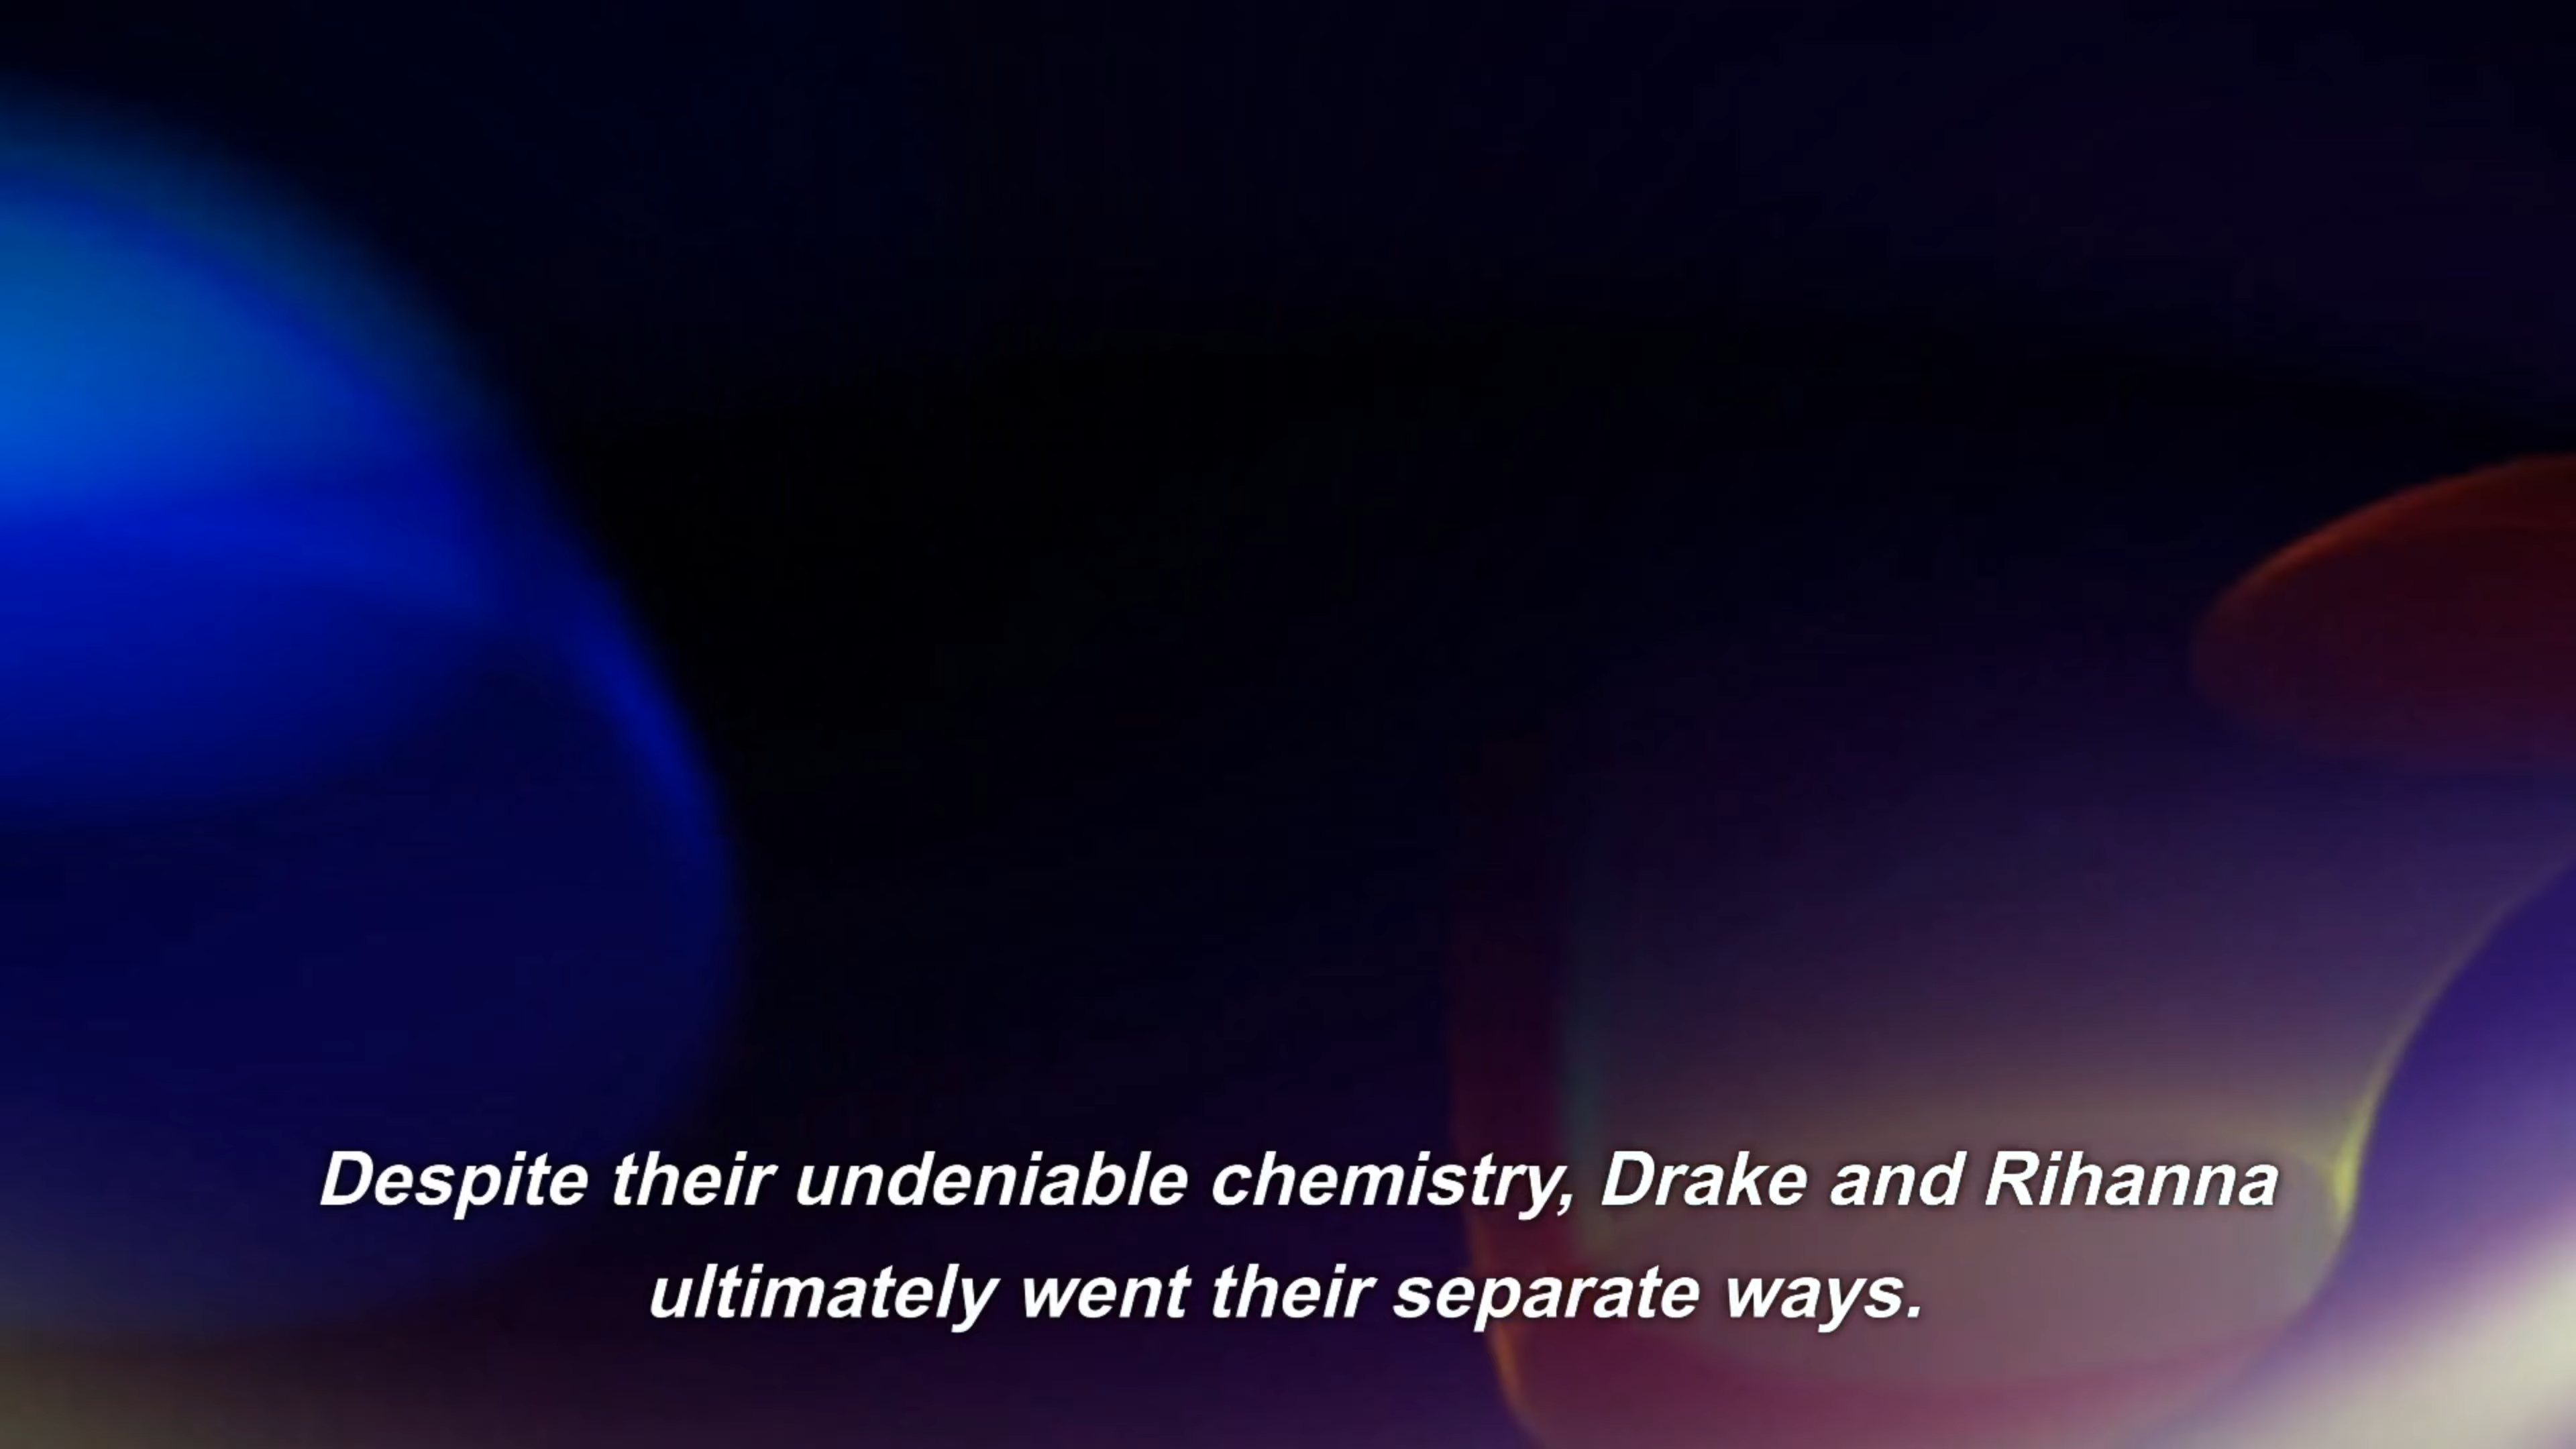 Despite their undeniable chemistry, Drake and Rihanna
ultimately went their separate ways.